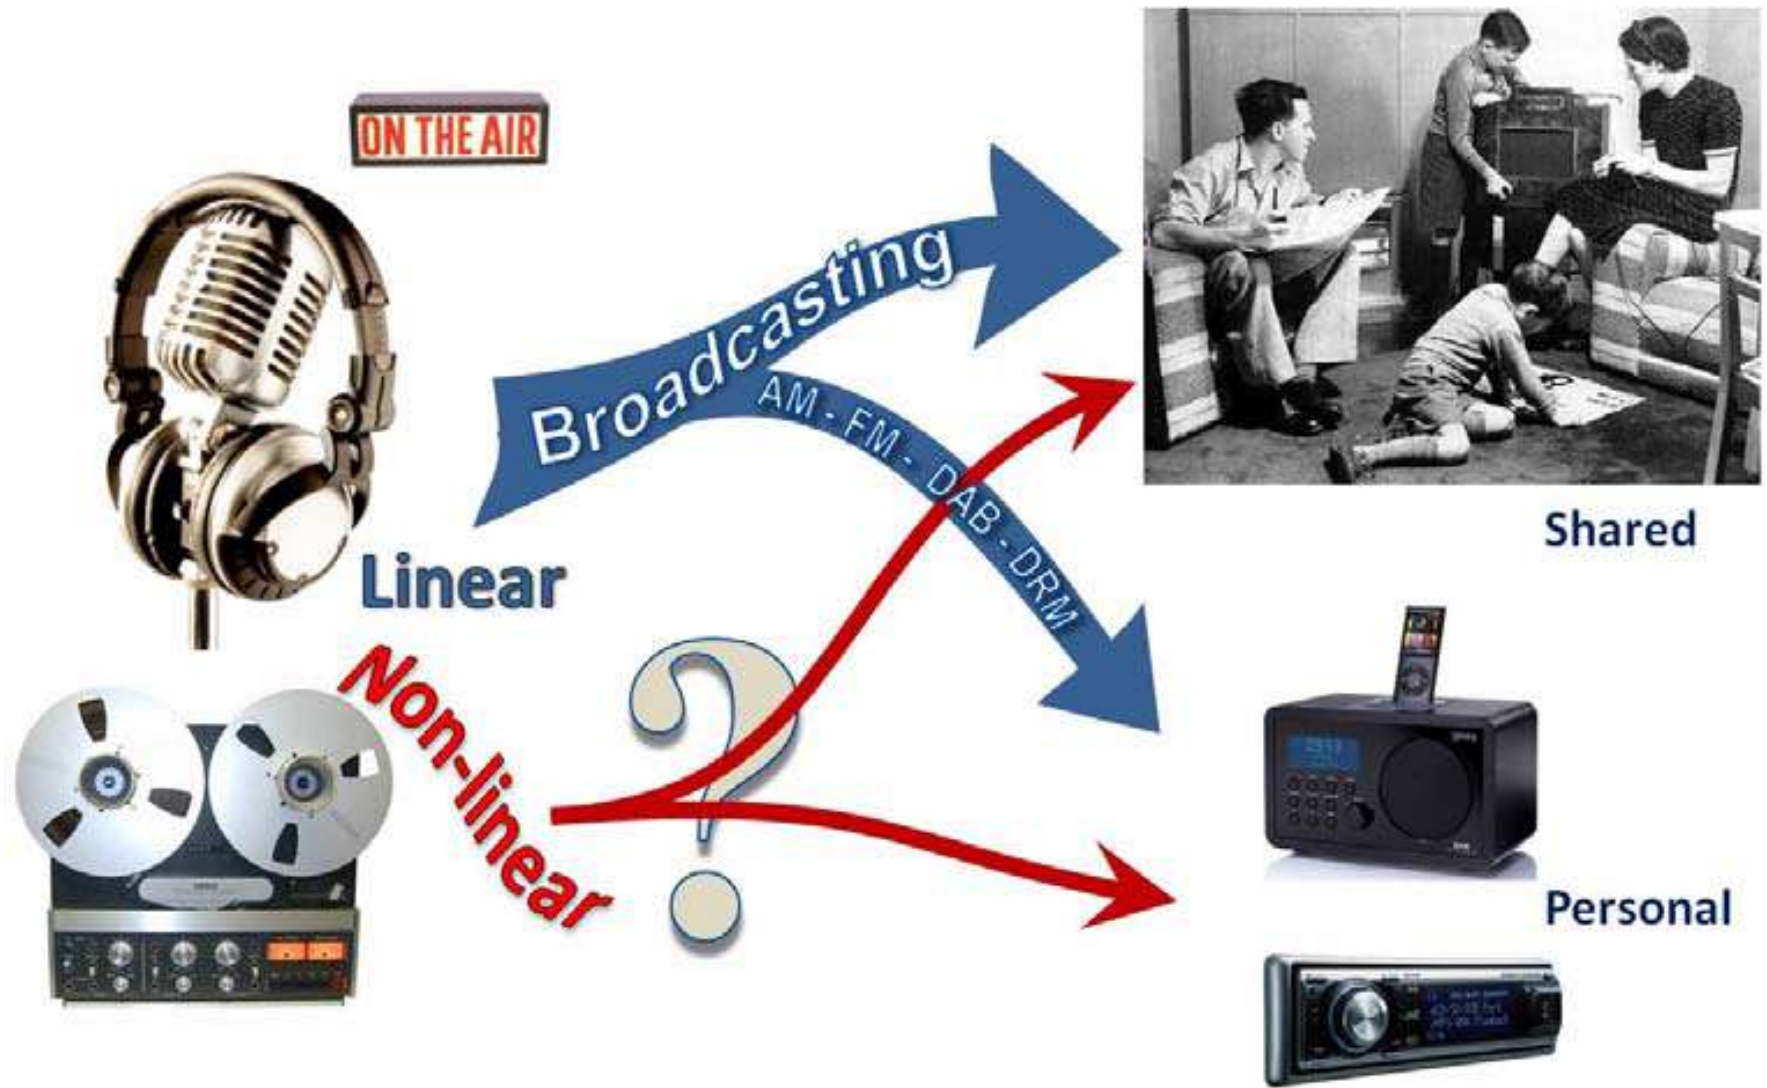 ON THE AIR
Broadcasting
AM - FM - DAB - DRM
Linear
Shared
Non-linear
?
Personal